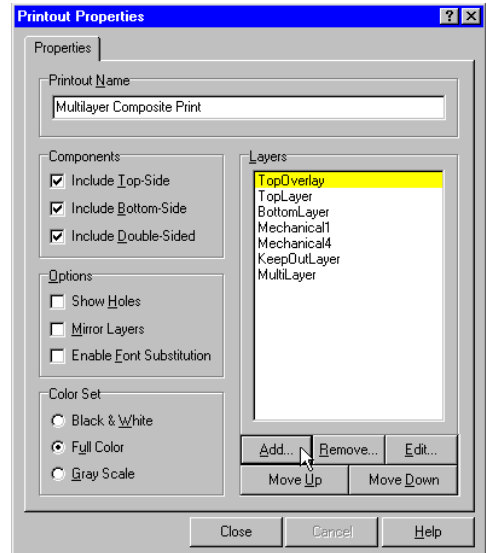 Printout Properties
Properties
Printout Name
Multilayer Composite Print
Components
Include Top-Side
Include Bottom-Side
Include Double-Sided
Options
Show Holes
Mirror Layers
Enable Font Substitution
Color Set
Black & White
Full Color
Gray Scale
Layers
TopOverlay
TopLayer
BottomLayer
Mechanical1
Mechanical4
KeepOutLayer
MultiLayer
Add... Remove... Edit...
Move Up Move Down
Close Cancel Help